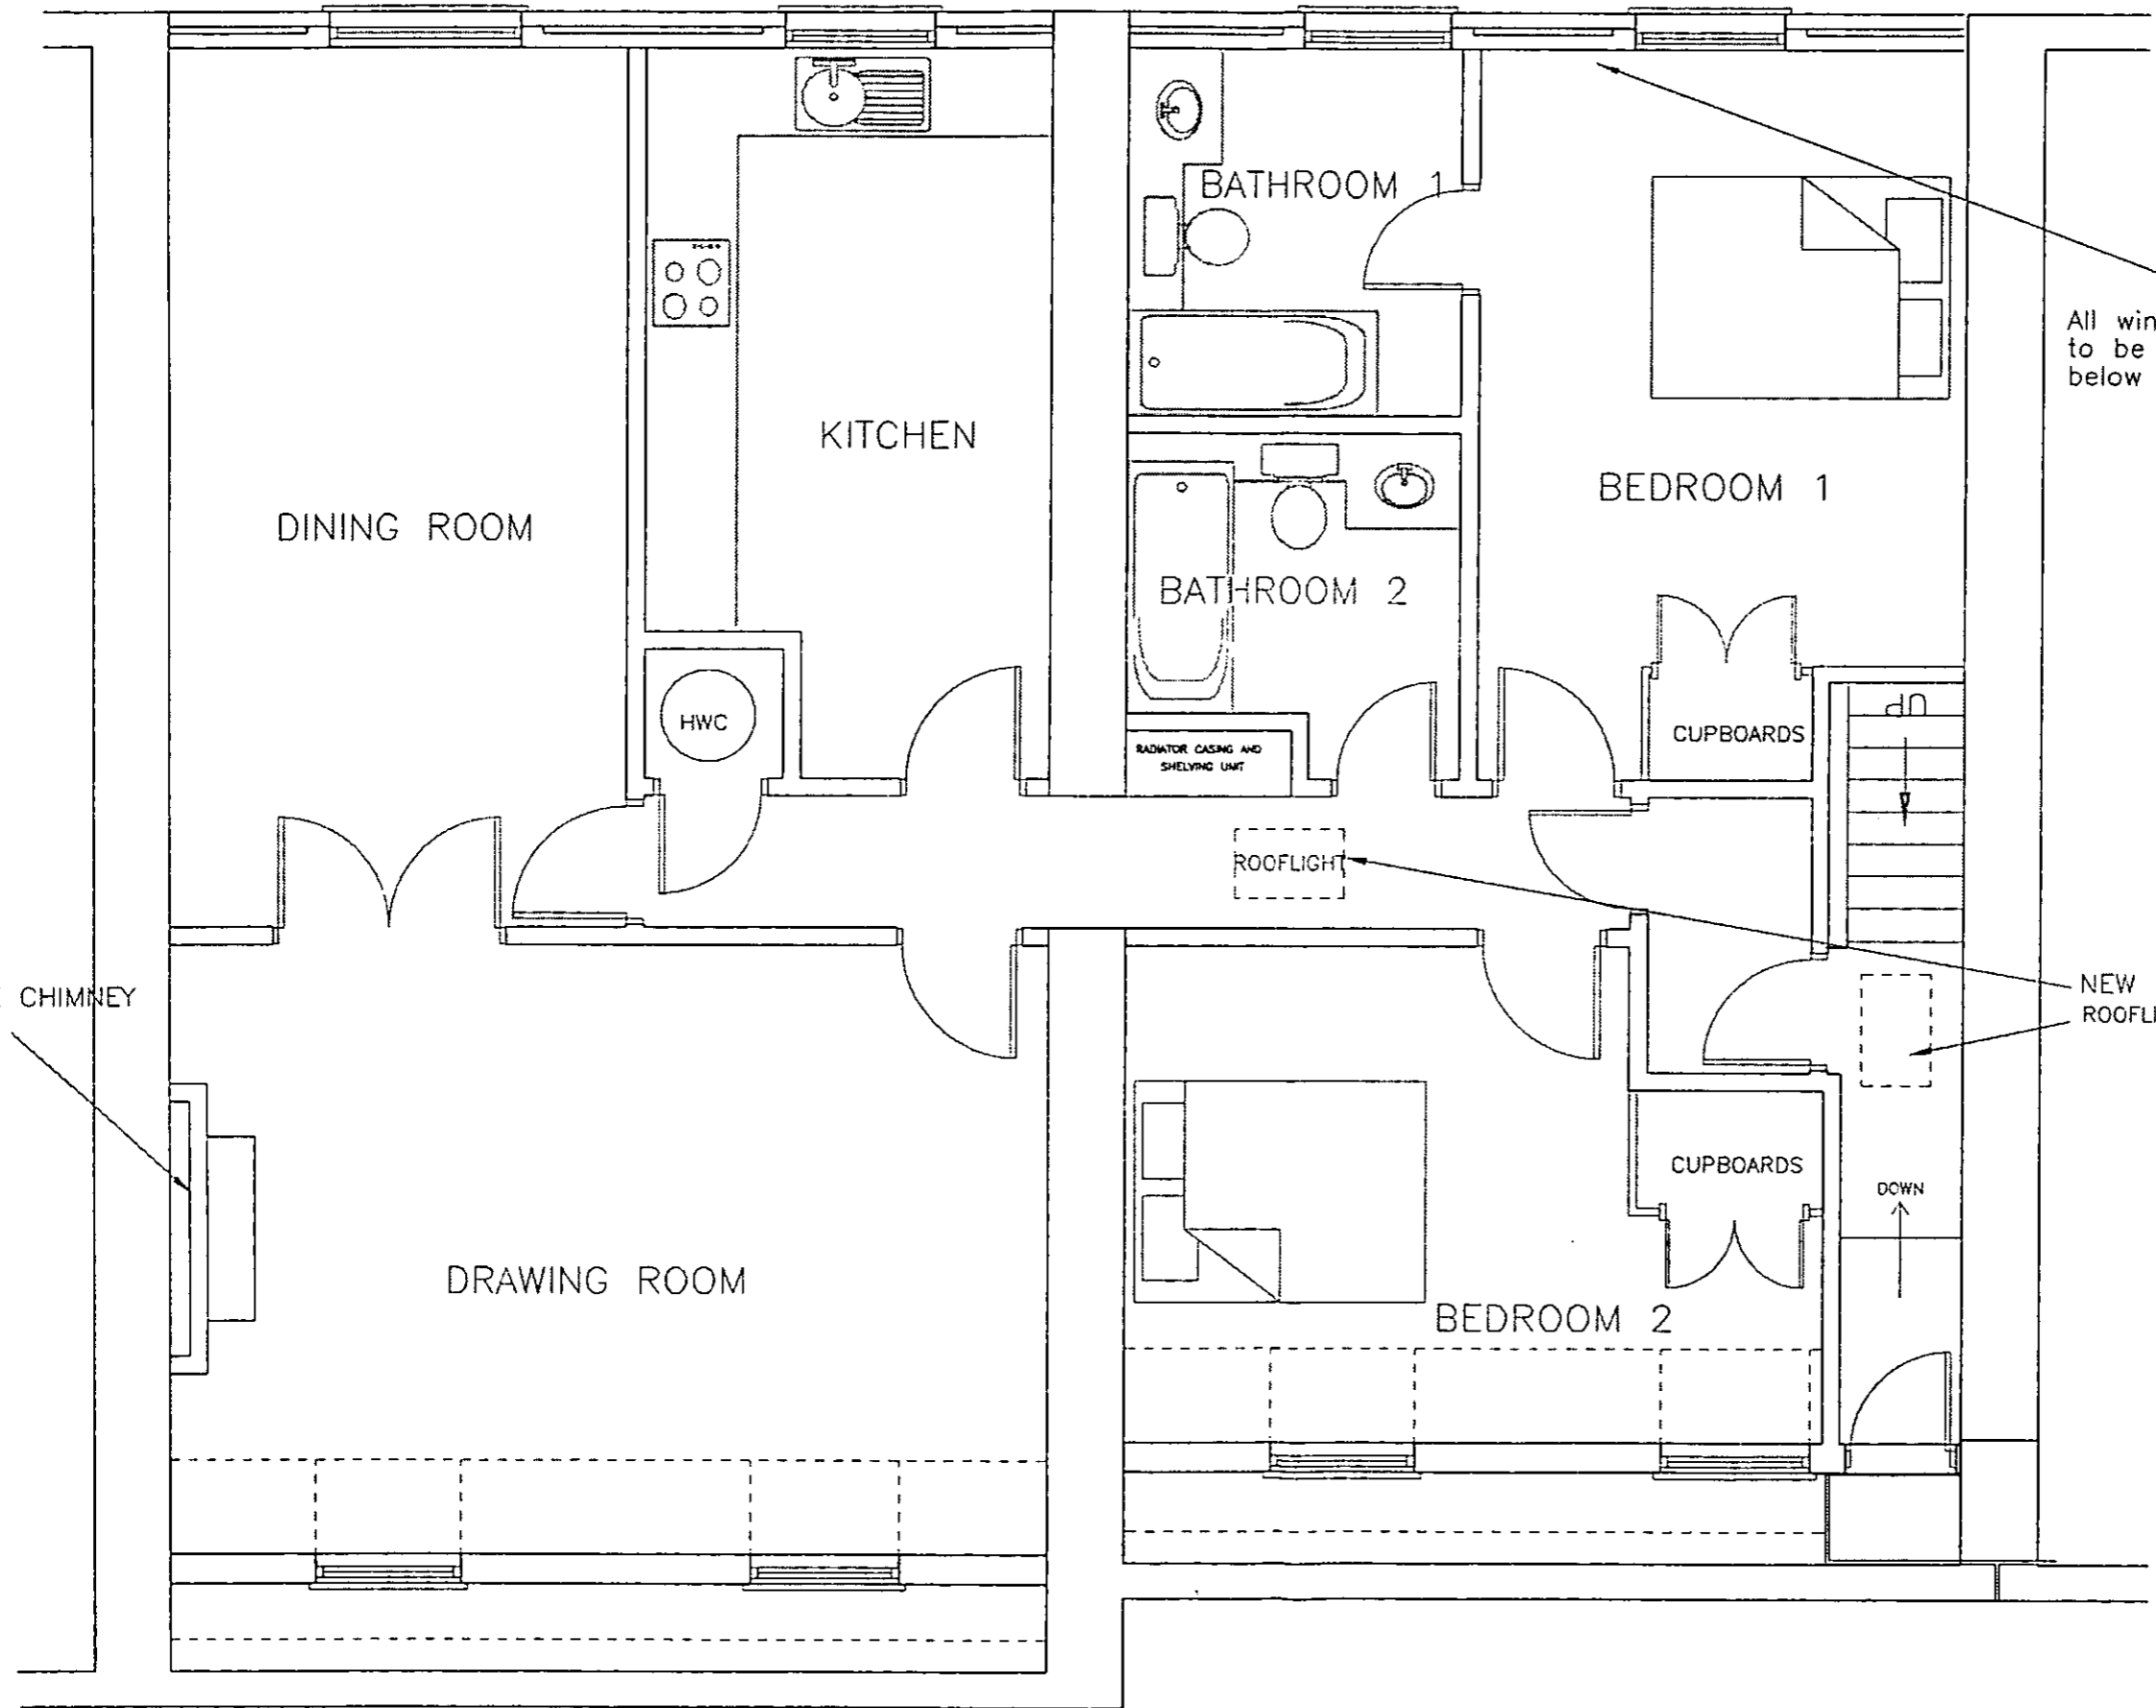 BATHROOM 1
All win
to be
below
KITCHEN
BEDROOM 1
DINING ROOM
BATHROOM 2
HWC
UP
CUPBOARDS
RADIATOR CASING AND
SHELVING UNIT
ROOFLIGHT
CHIMNEY
NEW
ROOFLI
CUPBOARDS
DOWN
DRAWING ROOM
BEDROOM 2